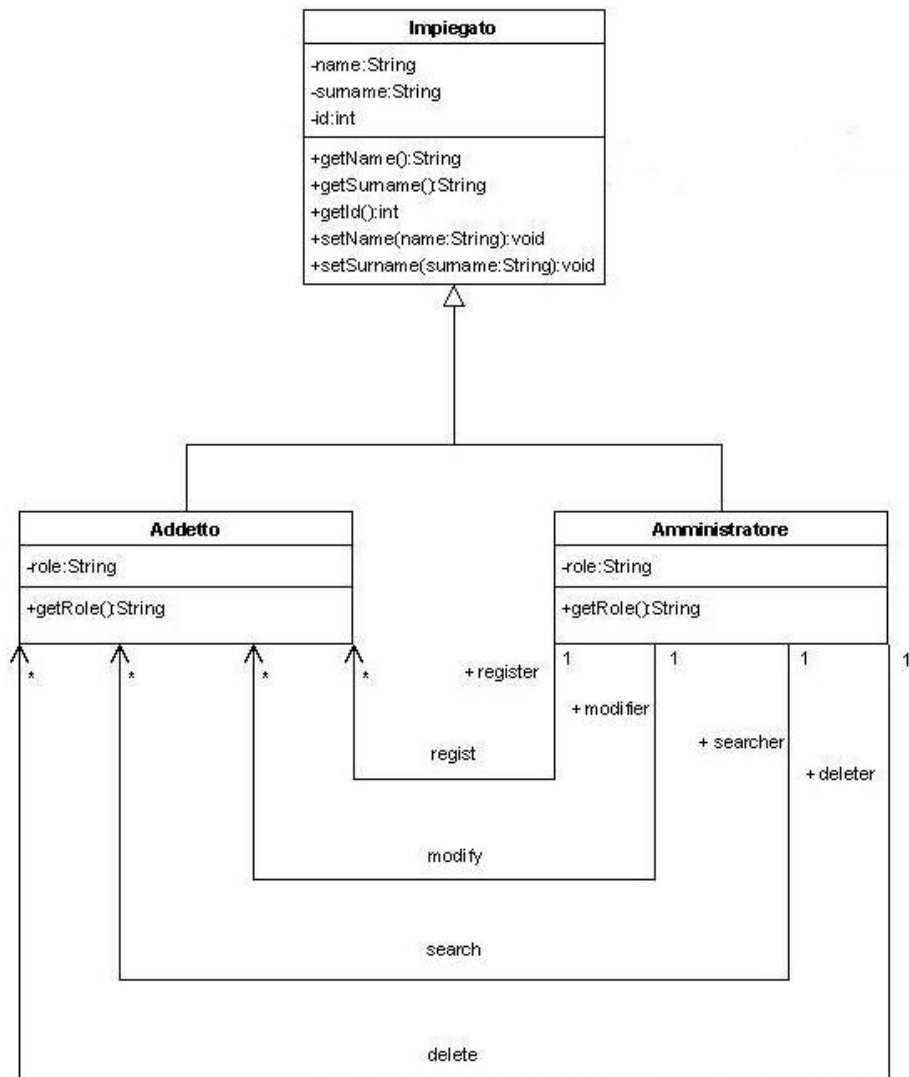 Impiegato
-name:String
-surname:String
-id:int
+getName():String
+getSurname():String
+getId():int
+setName(name:String):void
+setSurname(surname:String):void
Addetto
-role:String
+getRole():String
Amministratore
-role:String
+getRole():String
* * * *
1 1 1 1
+ register
+ modifier
+ searcher
+ deleter
regist
modify
search
delete